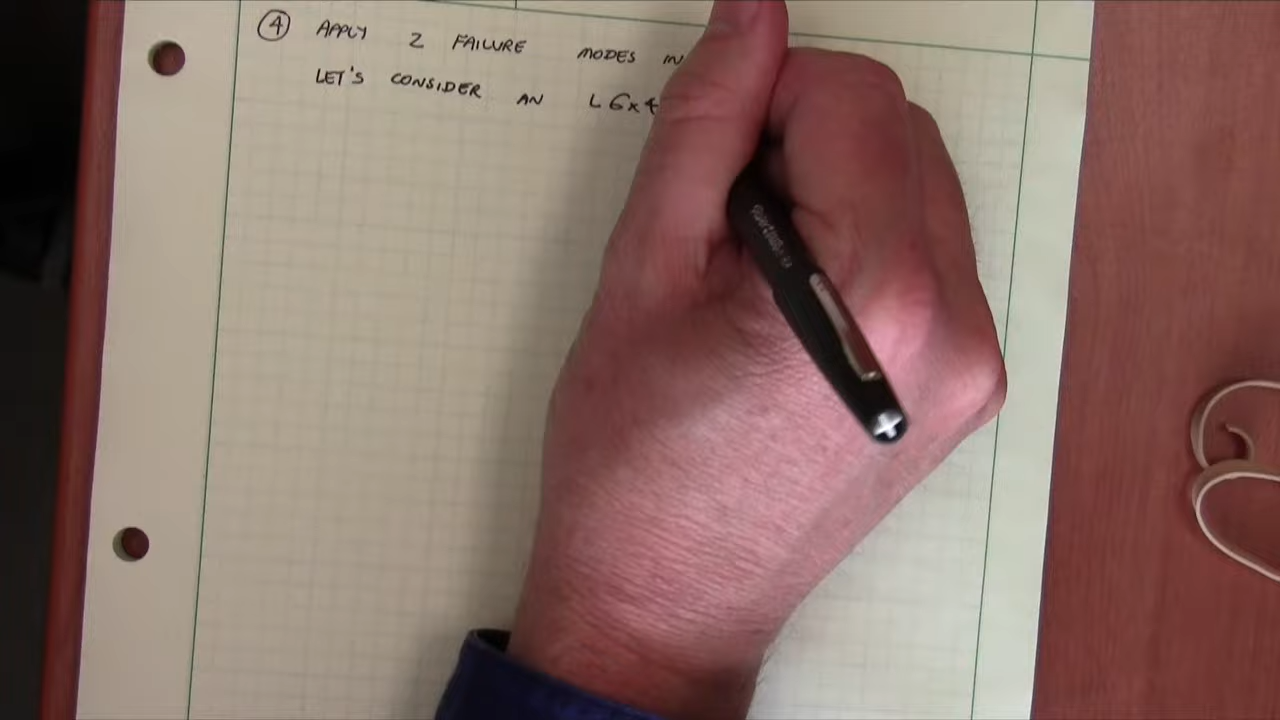 ④ APPLY 2 FAILURE MODES IN
LET'S CONSIDER AN L6x4